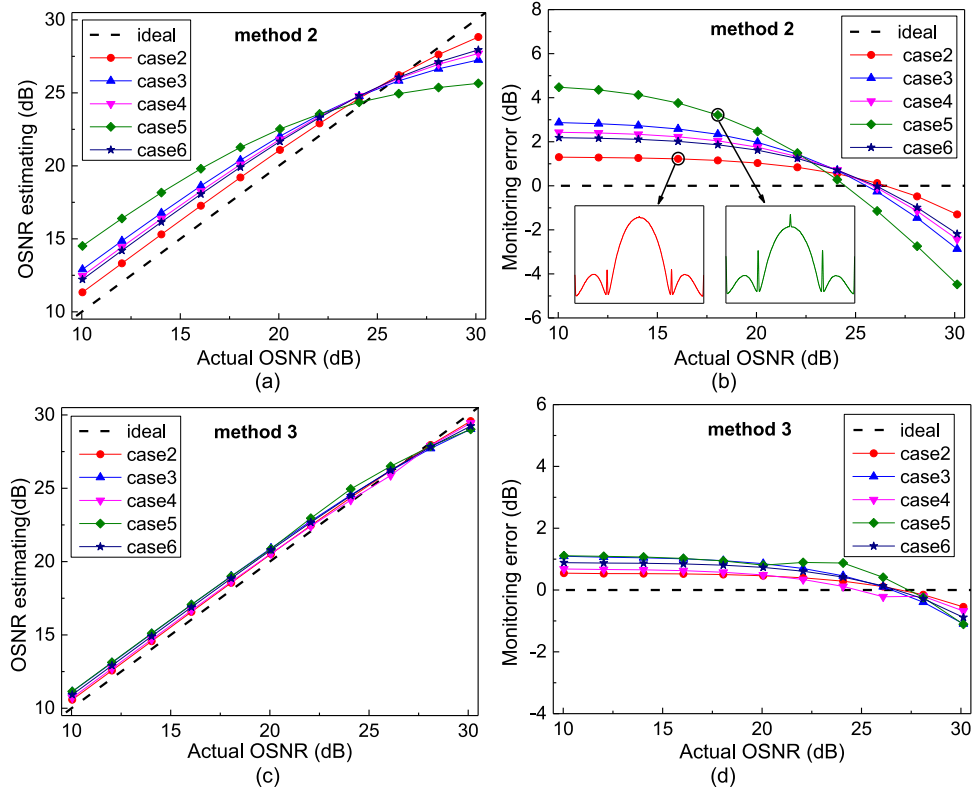 ideal
case2
case3
case4
case5
case6
method 2
30
25
20
15
10
OSNR estimating (dB)
10
15
20
25
30
Actual OSNR (dB)
(a)
method 2
ideal
case2
case3
case4
case5
case6
8
6
4
2
0
-2
-4
-6
Monitoring error (dB)
10
15
20
25
30
Actual OSNR (dB)
(b)
ideal
case2
case3
case4
case5
case6
method 3
30
25
20
15
10
OSNR estimating(dB)
10
15
20
25
30
Actual OSNR (dB)
(c)
method 3
ideal
case2
case3
case4
case5
case6
6
4
2
0
-2
-4
Monitoring error (dB)
10
15
20
25
30
Actual OSNR (dB)
(d)